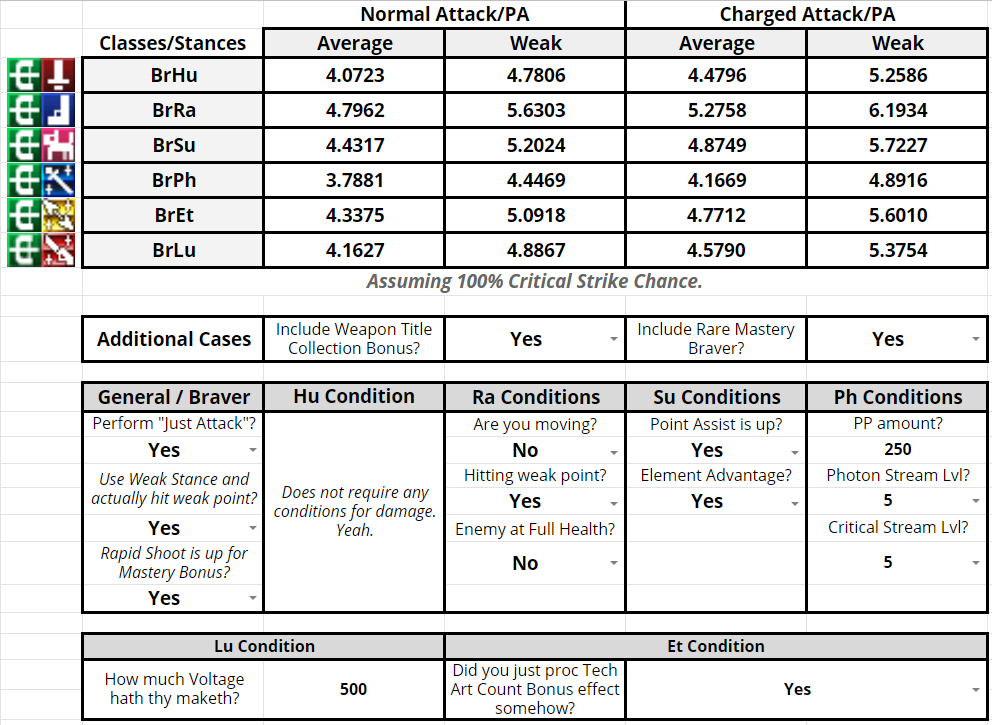 Normal Attack/PA Charged Attack/PA
Classes/Stances Average Weak Average Weak
BrHu 4.0723 4.7806 4.4796 5.2586
BrRa 4.7962 5.6303 5.2758 6.1934
BrSu 4.4317 5.2024 4.8749 5.7227
BrPh 3.7881 4.4469 4.1669 4.8916
BrEt 4.3375 5.0918 4.7712 5.6010
BrLu 4.1627 4.8867 4.5790 5.3754
Assuming 100% Critical Strike Chance.
Additional Cases
Include Weapon Title
Collection Bonus?
Yes
Include Rare Mastery
Braver?
Yes
General / Braver
Perform "Just Attack"?
Yes
Use Weak Stance and
actually hit weak point?
Yes
Rapid Shoot is up for
Mastery Bonus?
Yes
Hu Condition
Does not require any
conditions for damage.
Yeah.
Ra Conditions
Are you moving?
No
Hitting weak point?
Yes
Enemy at Full Health?
No
Su Conditions
Point Assist is up?
Yes
Element Advantage?
Yes
Ph Conditions
PP amount?
250
Photon Stream Lvl?
5
Critical Stream Lvl?
5
Lu Condition
How much Voltage
hath thy maketh?
500
Et Condition
Did you just proc Tech
Art Count Bonus effect
somehow?
Yes